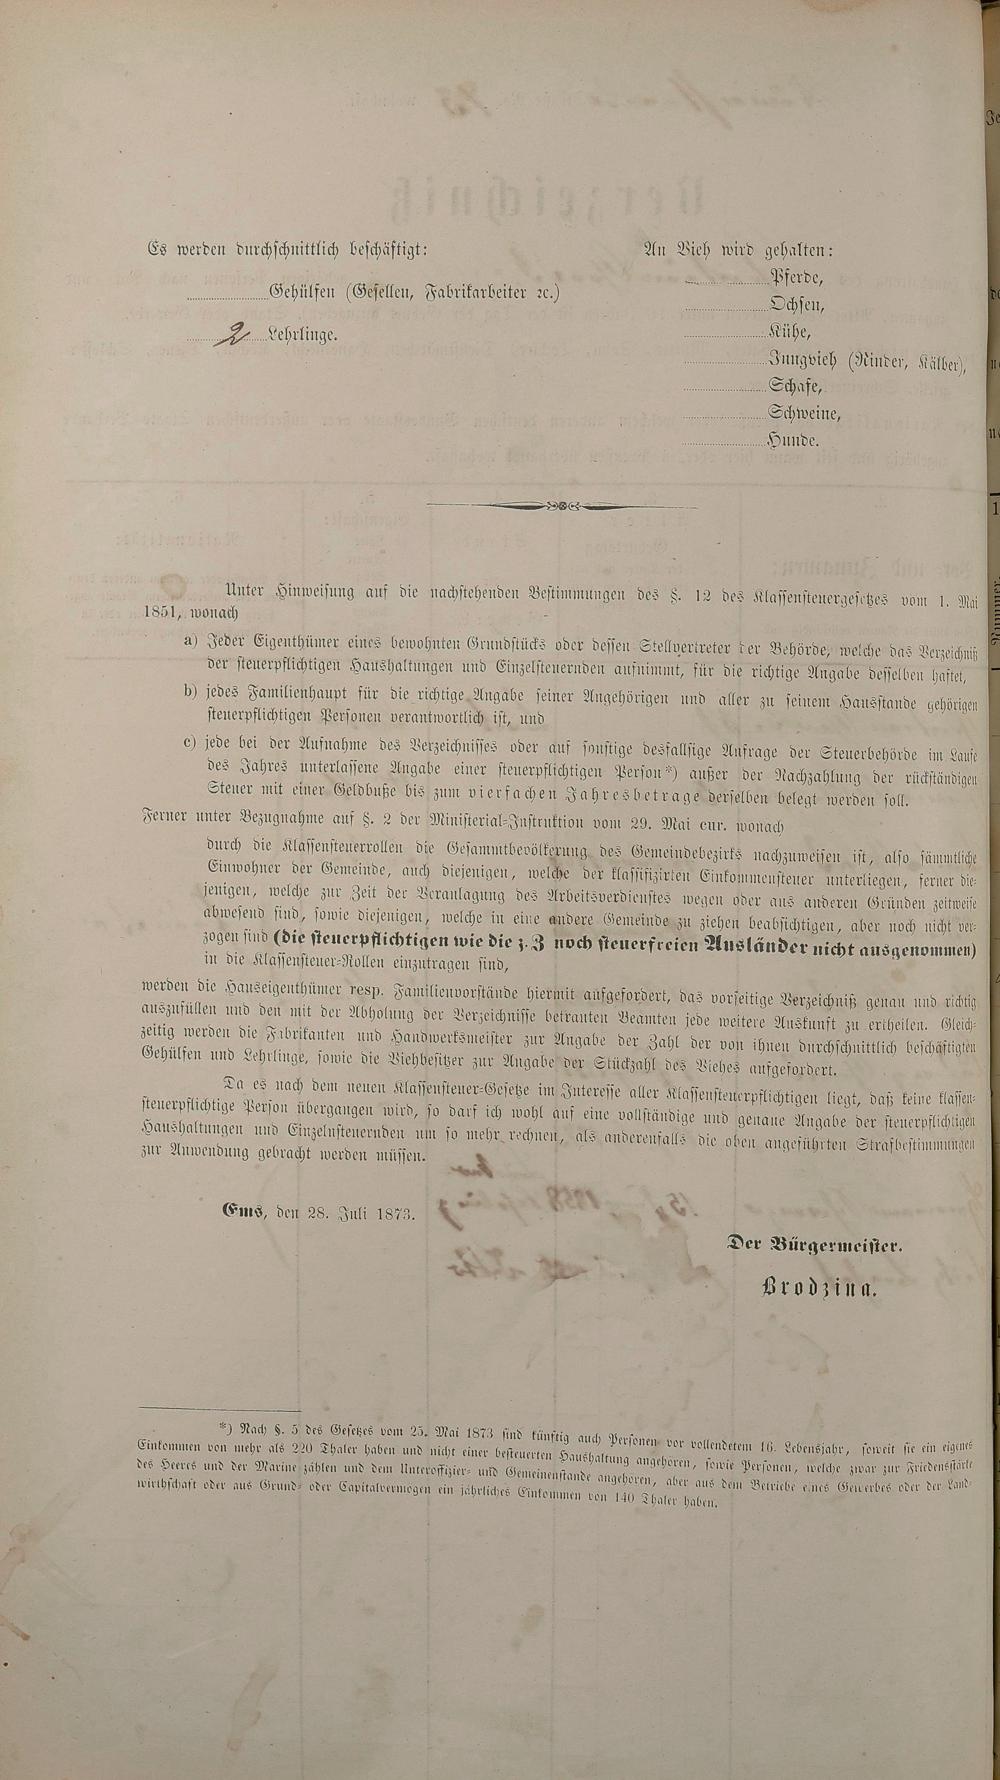 Es werden durchschnittlich beschäftigt:
Gehülfen (Gesellen, Fabrikarbeiter ꝛc.)
2 Lehrlinge.
An Vieh wird gehalten:
Pferde,
Ochsen,
Kühe,
Jungvieh (Rinder, Kälber),
Schafe,
Schweine,
Hunde.
Unter Hinweisung auf die nachstehenden Bestimmungen des §. 12 des Klassensteuergesetzes vom 1. Mai
1851, wonach
a) Jeder Eigenthümer eines bewohnten Grundstücks oder dessen Stellvertreter der Behörde, welche das Verzeichniß
der steuerpflichtigen Haushaltungen und Einzelsteuernden aufnimmt, für die richtige Angabe desselben haftet,
b) jedes Familienhaupt für die richtige Angabe seiner Angehörigen und aller zu seinem Hausstande gehörigen
steuerpflichtigen Personen verantwortlich ist, und
c) jede bei der Aufnahme des Verzeichnisses oder auf sonstige desfallsige Anfrage der Steuerbehörde im Laufe
des Jahres unterlassene Angabe einer steuerpflichtigen Person*) außer der Nachzahlung der rückständigen
Steuer mit einer Geldbuße bis zum vierfachen Jahresbetrage derselben belegt werden soll.
Ferner unter Bezugnahme auf §. 2 der Ministerial-Instruktion vom 29. Mai cur. wonach
durch die Klassensteuerrollen die Gesammtbevölkerung des Gemeindebezirks nachzuweisen ist, also sämmtliche
Einwohner der Gemeinde, auch diejenigen, welche der klassifizirten Einkommensteuer unterliegen, ferner die-
jenigen, welche zur Zeit der Veranlagung des Arbeitsverdienstes wegen oder aus anderen Gründen zeitweise
abwesend sind, sowie diejenigen, welche in eine andere Gemeinde zu ziehen beabsichtigen, aber noch nicht ver-
zogen sind (die steuerpflichtigen wie die z. Z noch steuerfreien Ausländer nicht ausgenommen)
in die Klassensteuer-Rollen einzutragen sind,
werden die Hauseigenthümer resp. Familienvorstände hiermit aufgefordert, das vorseitige Verzeichniß genau und richtig
auszufüllen und den mit der Abholung der Verzeichnisse betrauten Beamten jede weitere Auskunft zu ertheilen. Gleich-
zeitig werden die Fabrikanten und Handwerksmeister zur Angabe der Zahl der von ihnen durchschnittlich beschäftigten
Gehülfen und Lehrlinge, sowie die Viehbesitzer zur Angabe der Stückzahl des Viehes aufgefordert.
Da es nach dem neuen Klassensteuer-Gesetze im Interesse aller Klassensteuerpflichtigen liegt, daß keine klassen-
steuerpflichtige Person übergangen wird, so darf ich wohl auf eine vollständige und genaue Angabe der steuerpflichtigen
Haushaltungen und Einzelnsteuernden um so mehr rechnen, als anderenfalls die oben angeführten Strafbestimmungen
zur Anwendung gebracht werden müssen.
Ems, den 28. Juli 1873.
Der Bürgermeister.
Brodzina.
*) Nach §. 5 des Gesetzes vom 25. Mai 1873 sind künftig auch Personen vor vollendetem 16. Lebensjahr, soweit sie ein eigenes
Einkommen von mehr als 220 Thaler haben und nicht einer besteuerten Haushaltung angehören, sowie Personen, welche zwar zur Friedensstärke
des Heeres und der Marine zählen und dem Unteroffizier- und Gemeinenstande angehören, aber aus dem Betriebe eines Gewerbes oder der Land-
wirthschaft oder aus Grund- oder Capitalvermögen ein jährliches Einkommen von 140 Thaler haben.